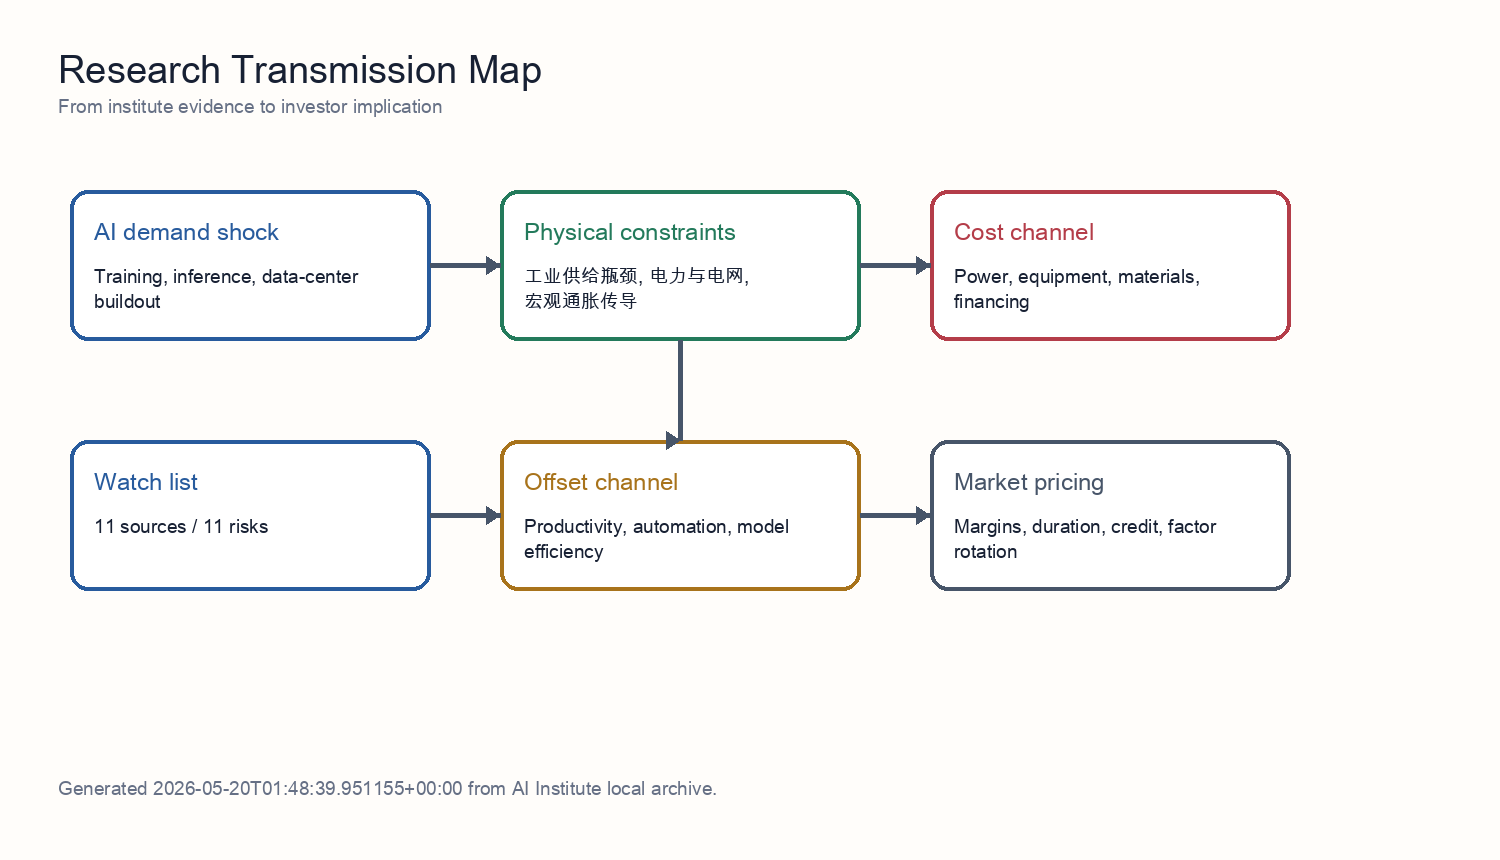 Research Transmission Map
From institute evidence to investor implication
AI demand shock
Training, inference, data-center
buildout
Physical constraints
工业供给瓶颈, 电力与电网,
宏观通胀传导
Cost channel
Power, equipment, materials,
financing
Watch list
11 sources / 11 risks
Offset channel
Productivity, automation, model
efficiency
Market pricing
Margins, duration, credit, factor
rotation
Generated 2026-05-20T01:48:39.951155+00:00 from AI Institute local archive.